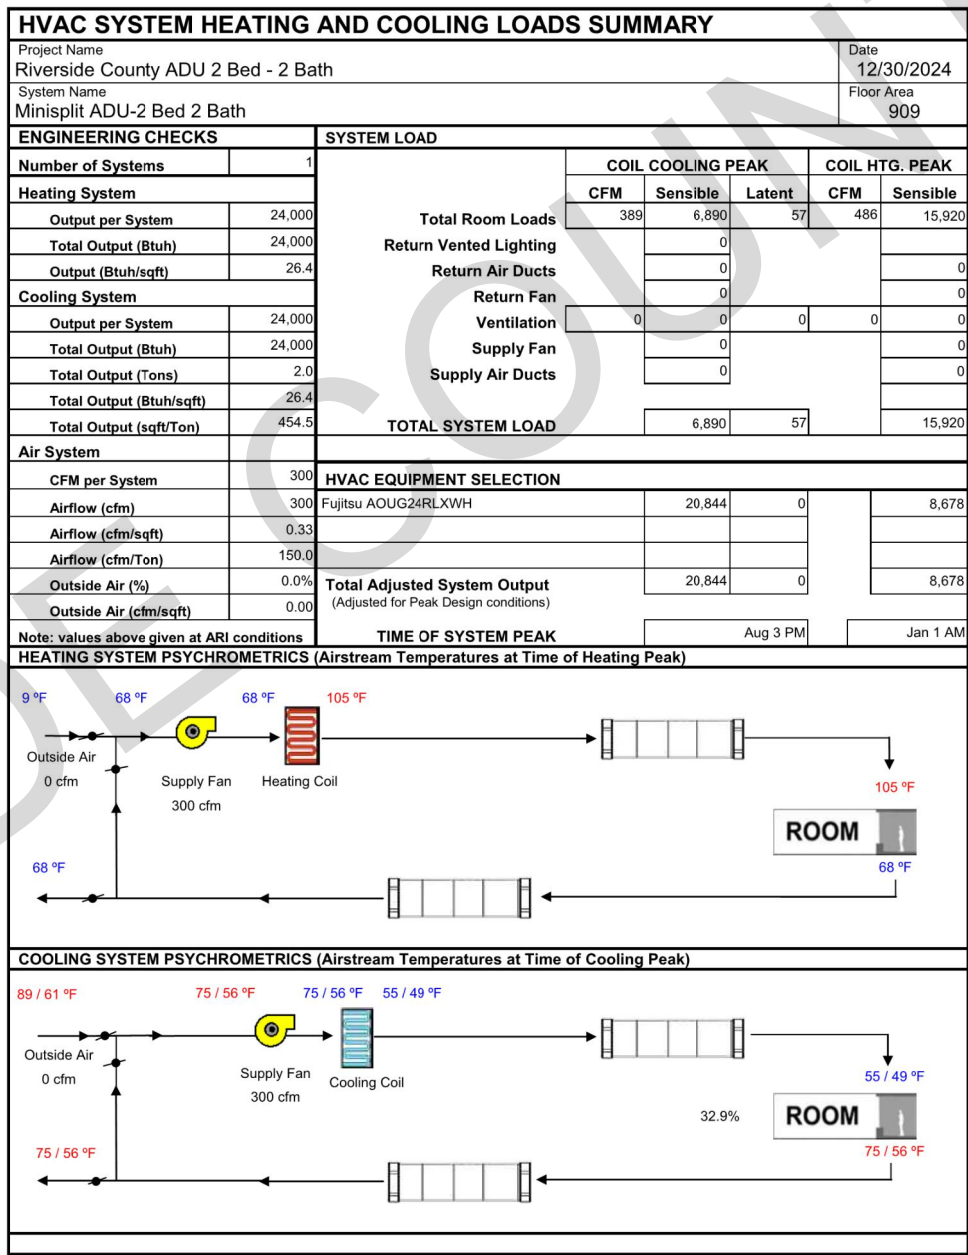 HVAC SYSTEM HEATING AND COOLING LOADS SUMMARY
Project Name
Riverside County ADU 2 Bed - 2 Bath
Date
12/30/2024
System Name
Minisplit ADU-2 Bed 2 Bath
Floor Area
909
ENGINEERING CHECKS
Number of Systems 1
Heating System
Output per System 24,000
Total Output (Btuh) 24,000
Output (Btuh/sqft) 26.4
Cooling System
Output per System 24,000
Total Output (Btuh) 24,000
Total Output (Tons) 2.0
Total Output (Btuh/sqft) 26.4
Total Output (sqft/Ton) 454.5
Air System
CFM per System 300
Airflow (cfm) 300
Airflow (cfm/sqft) 0.33
Airflow (cfm/Ton) 150.0
Outside Air (%) 0.0%
Outside Air (cfm/sqft) 0.00
Note: values above given at ARI conditions
SYSTEM LOAD
COIL COOLING PEAK COIL HTG. PEAK
CFM Sensible Latent CFM Sensible
Total Room Loads 389 6,890 57 486 15,920
Return Vented Lighting 0
Return Air Ducts 0 0
Return Fan 0 0
Ventilation 0 0 0 0 0
Supply Fan 0 0
Supply Air Ducts 0 0
TOTAL SYSTEM LOAD 6,890 57 15,920
HVAC EQUIPMENT SELECTION
Fujitsu AOUG24RLXWH 20,844 0 8,678
Total Adjusted System Output 20,844 0 8,678
(Adjusted for Peak Design conditions)
TIME OF SYSTEM PEAK Aug 3 PM Jan 1 AM
HEATING SYSTEM PSYCHROMETRICS (Airstream Temperatures at Time of Heating Peak)
9 ºF 68 ºF 68 ºF 105 ºF
Outside Air
0 cfm
Supply Fan
300 cfm
Heating Coil
105 ºF
ROOM
68 ºF 68 ºF
COOLING SYSTEM PSYCHROMETRICS (Airstream Temperatures at Time of Cooling Peak)
89 / 61 ºF 75 / 56 ºF 75 / 56 ºF 55 / 49 ºF
Outside Air
0 cfm
Supply Fan
300 cfm
Cooling Coil
55 / 49 ºF
32.9% ROOM
75 / 56 ºF 75 / 56 ºF
DE COUNT